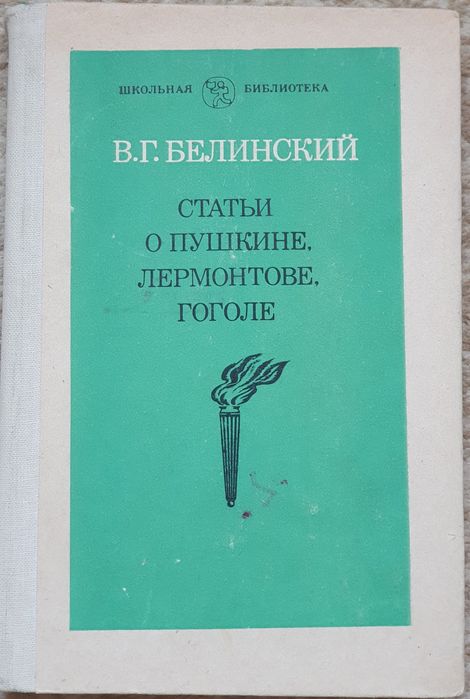 ШКОЛЬНАЯ БИБЛИОТЕКА
В.Г. БЕЛИНСКИЙ
СТАТЬИ
О ПУШКИНЕ,
ЛЕРМОНТОВЕ,
ГОГОЛЕ